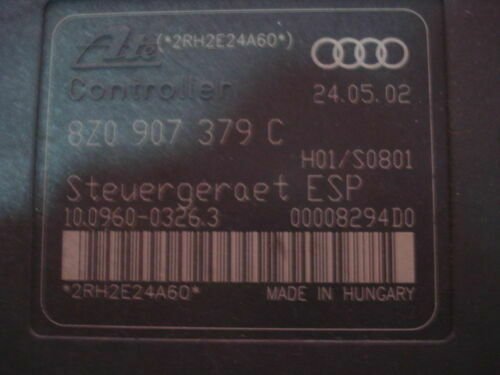 Ate (*2RH2E24A60*)
Controller 24.05.02
8Z0 907 379 C
H01/S0801
Steuergeraet ESP
10.0960-0326.3 00008294D0
*2RH2E24A60* MADE IN HUNGARY